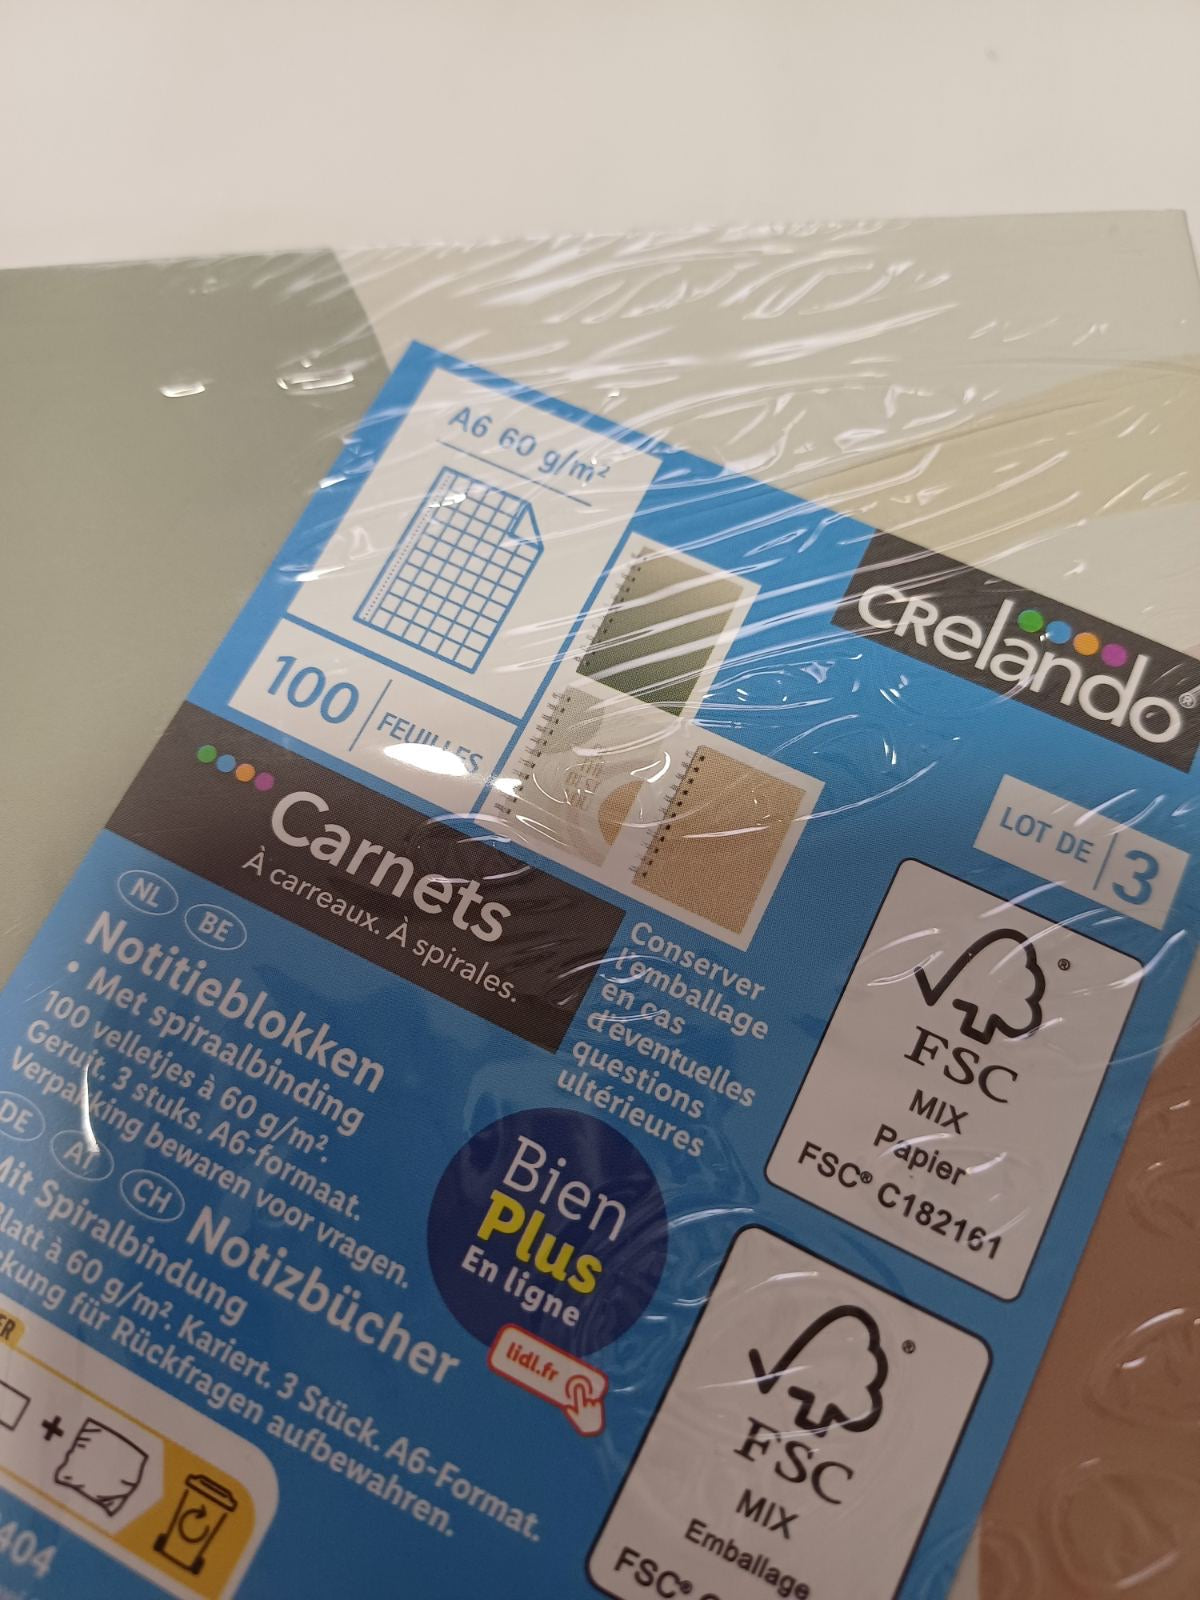 A6 60 g/m²
100 FEUILLES
CRelando®
LOT DE 3
Carnets
À carreaux. À spirales.
NL BE
Notitieblokken
• Met spiraalbinding
100 velletjes à 60 g/m².
Geruit, 3 stuks. A6-formaat.
Verpakking bewaren voor vragen.
DE AT CH Notizbücher
Mit Spiralbindung
Blatt à 60 g/m². Kariert. 3 Stück. A6-Format.
für Rückfragen aufbewahren.
Conserver
l'emballage
en cas
d'éventuelles
questions
ultérieures
Bien
Plus
En ligne
lidl.fr
®
FSC
MIX
Papier
FSC® C182161
®
FSC
MIX
Emballage
FSC®
+
404